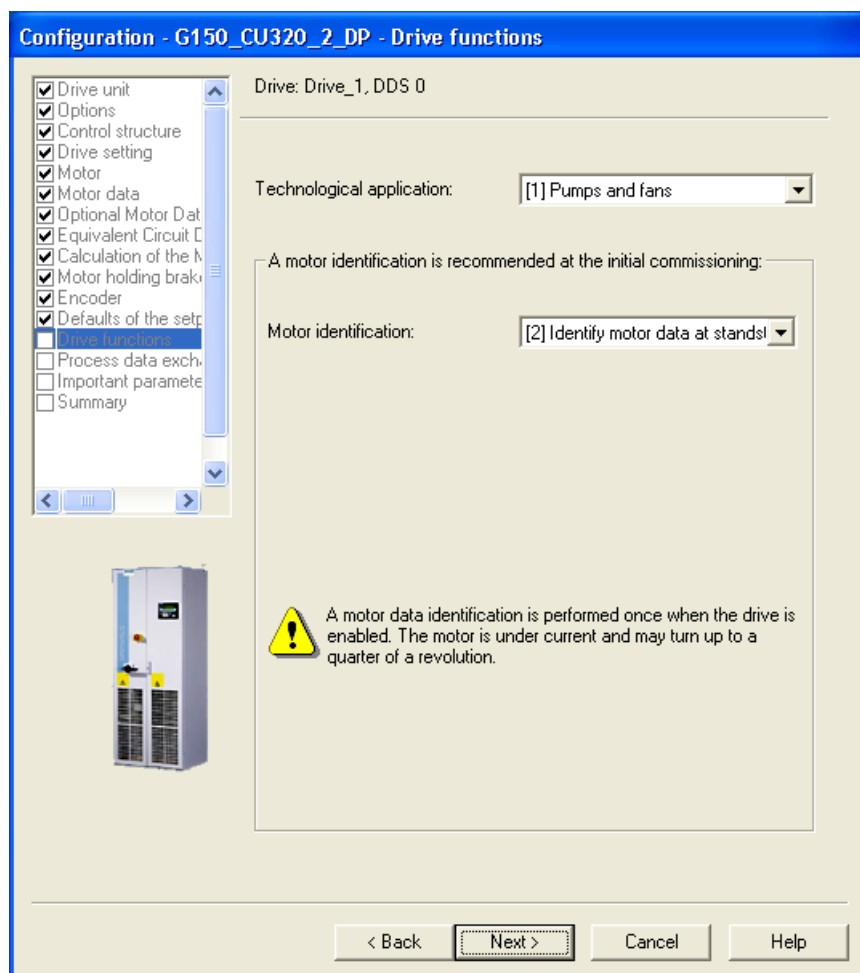 Configuration - G150_CU320_2_DP - Drive functions
Drive unit
Options
Control structure
Drive setting
Motor
Motor data
Optional Motor Dat
Equivalent Circuit D
Calculation of the M
Motor holding brak
Encoder
Defaults of the setp
Drive functions
Process data exch
Important paramete
Summary
Drive: Drive_1, DDS 0
Technological application:
[1] Pumps and fans
A motor identification is recommended at the initial commissioning:
Motor identification:
[2] Identify motor data at standst
A motor data identification is performed once when the drive is
enabled. The motor is under current and may turn up to a
quarter of a revolution.
< Back
Next >
Cancel
Help